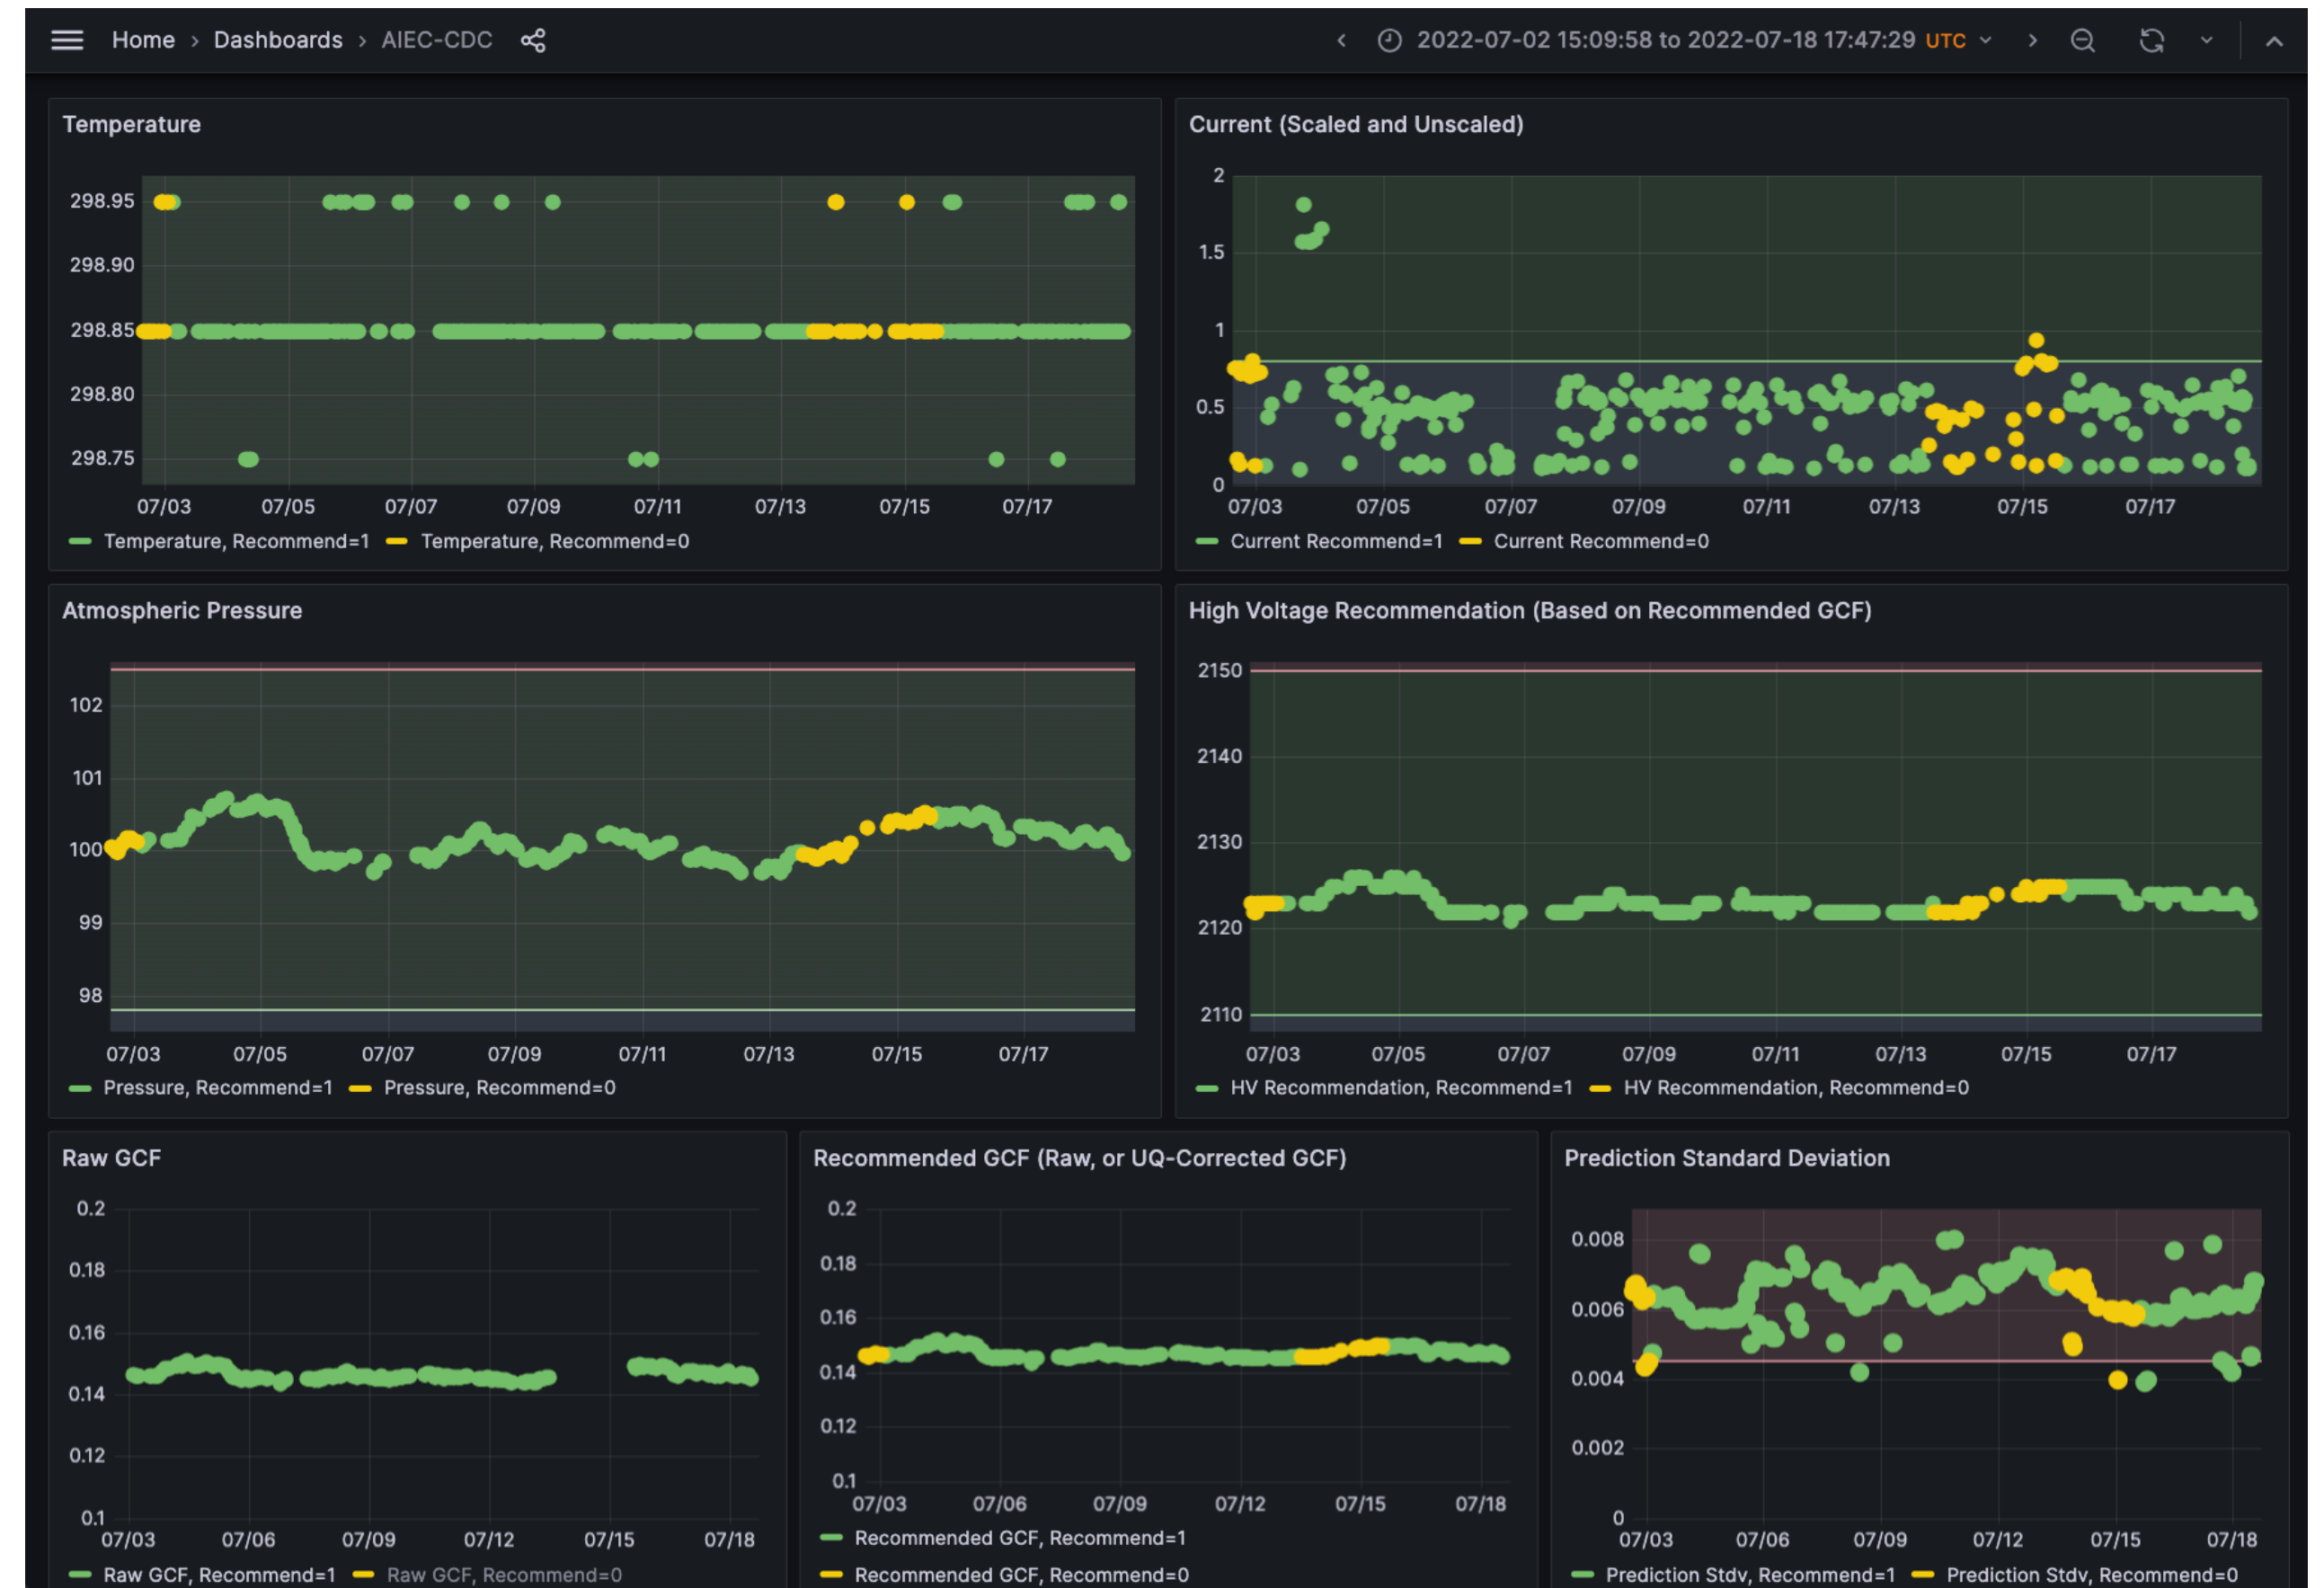 Home › Dashboards › AIEC-CDC
2022-07-02 15:09:58 to 2022-07-18 17:47:29 UTC
Temperature
298.95
298.90
298.85
298.80
298.75
07/03 07/05 07/07 07/09 07/11 07/13 07/15 07/17
Temperature, Recommend=1 Temperature, Recommend=0
Current (Scaled and Unscaled)
2
1.5
1
0.5
0
07/03 07/05 07/07 07/09 07/11 07/13 07/15 07/17
Current Recommend=1 Current Recommend=0
Atmospheric Pressure
102
101
100
99
98
07/03 07/05 07/07 07/09 07/11 07/13 07/15 07/17
Pressure, Recommend=1 Pressure, Recommend=0
High Voltage Recommendation (Based on Recommended GCF)
2150
2140
2130
2120
2110
07/03 07/05 07/07 07/09 07/11 07/13 07/15 07/17
HV Recommendation, Recommend=1 HV Recommendation, Recommend=0
Raw GCF
0.2
0.18
0.16
0.14
0.12
0.1
07/03 07/06 07/09 07/12 07/15 07/18
Raw GCF, Recommend=1 Raw GCF, Recommend=0
Recommended GCF (Raw, or UQ-Corrected GCF)
0.2
0.18
0.16
0.14
0.12
0.1
07/03 07/06 07/09 07/12 07/15 07/18
Recommended GCF, Recommend=1
Recommended GCF, Recommend=0
Prediction Standard Deviation
0.008
0.006
0.004
0.002
0
07/03 07/06 07/09 07/12 07/15 07/18
Prediction Stdv, Recommend=1 Prediction Stdv, Recommend=0